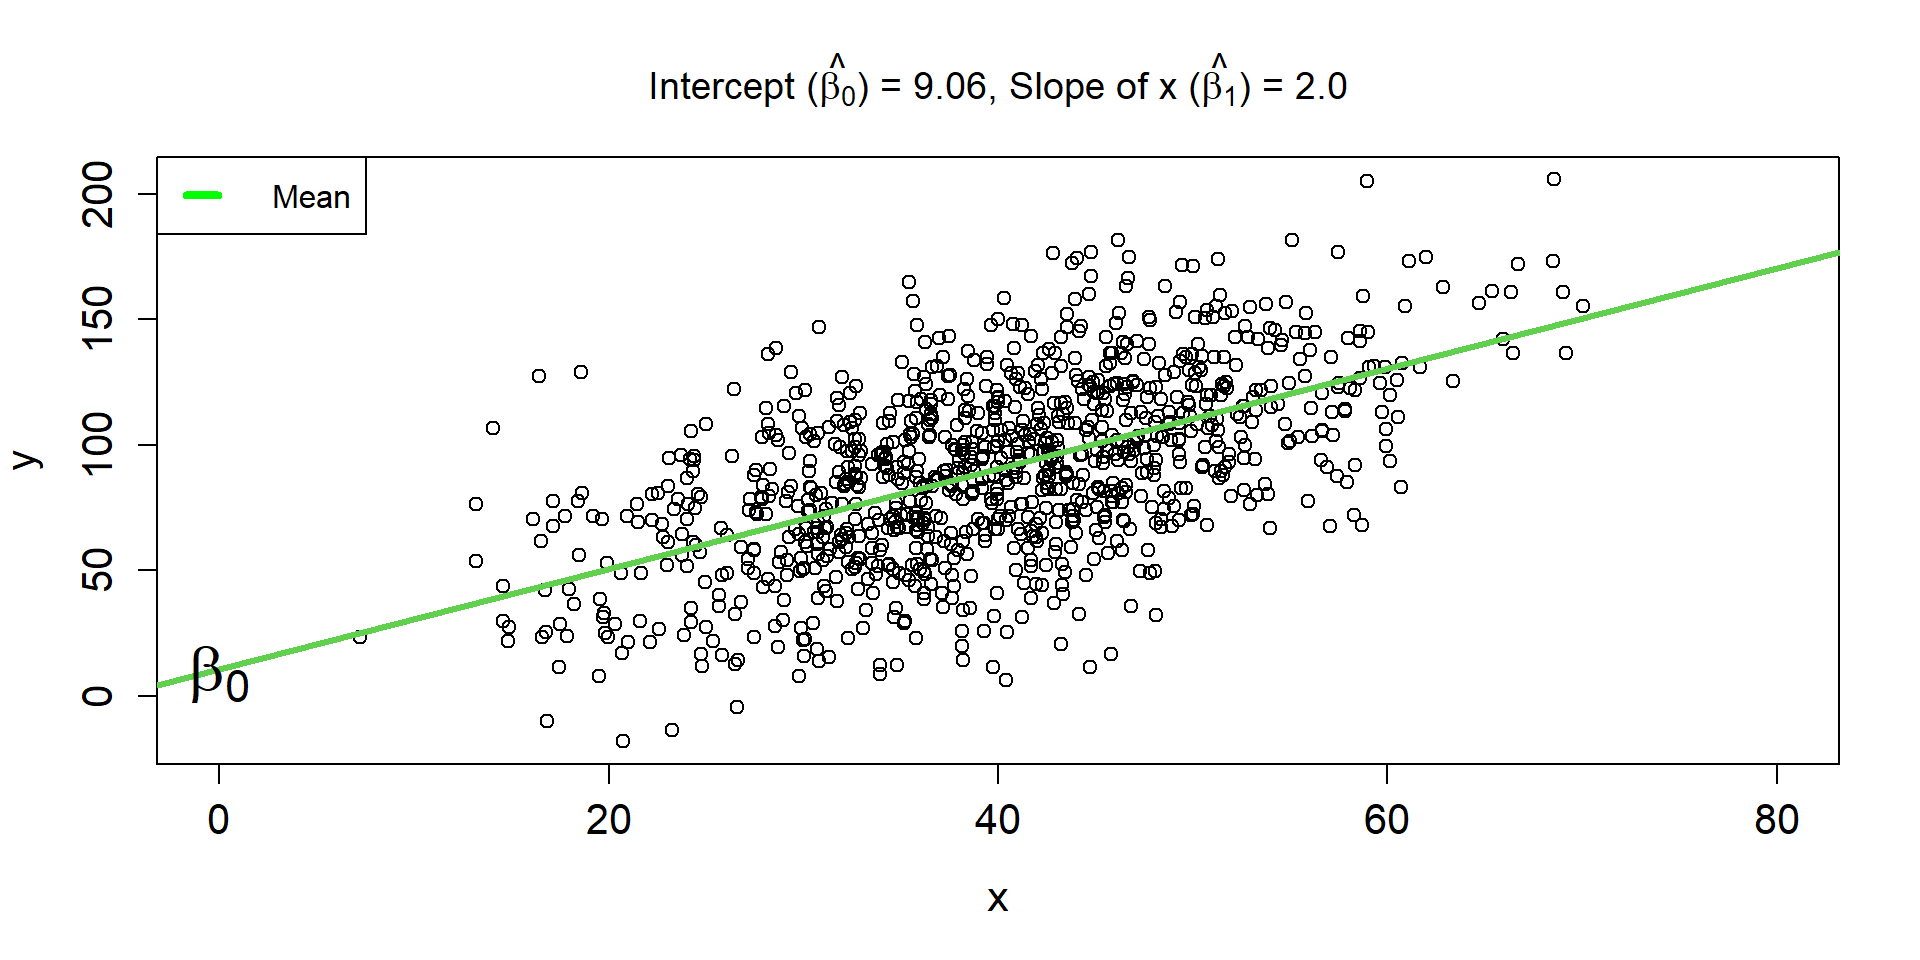 Intercept (β̂₀) = 9.06, Slope of x (β̂₁) = 2.0
Mean
200
150
100
50
0
y
β₀
0 20 40 60 80
x